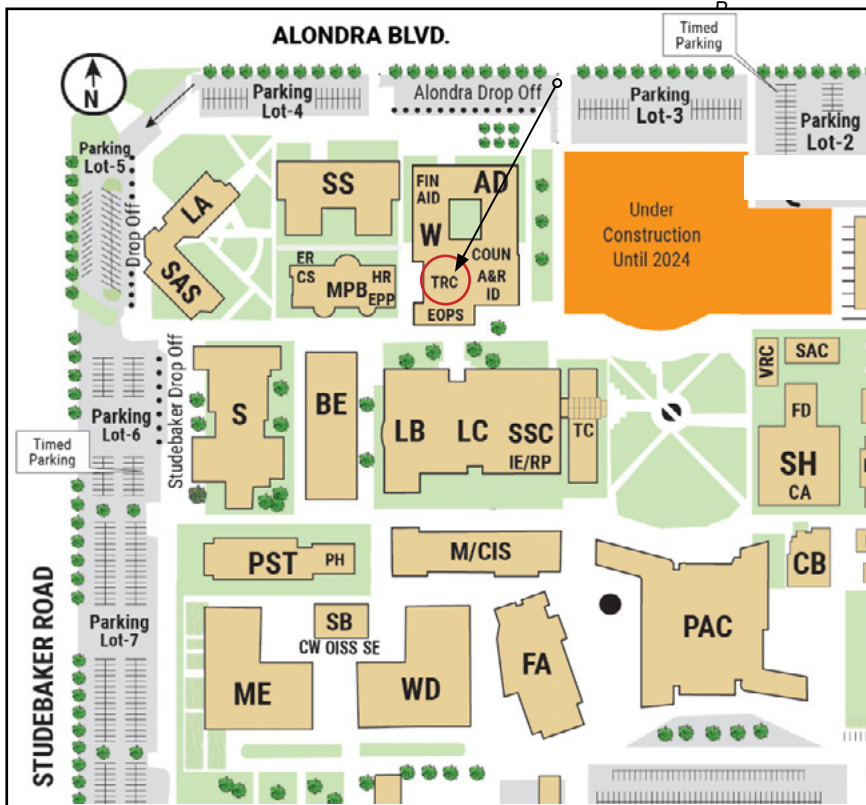 ALONDRA BLVD.
Timed
Parking
N
Parking
Lot-4
Alondra Drop Off
Parking
Lot-3
Parking
Lot-2
Parking
Lot-5
Drop Off
LA
SAS
SS
FIN
AID
AD
W
COUN
TRC
A&R
ID
EOPS
ER
CS
MPB
HR
EPP
Under
Construction
Until 2024
Studebaker Drop Off
Parking
Lot-6
Timed
Parking
S
BE
LB
LC
SSC
IE/RP
TC
VRC
SAC
FD
SH
CA
STUDEBAKER ROAD
Parking
Lot-7
PST
PH
M/CIS
CB
SB
CW OISS SE
ME
WD
FA
PAC